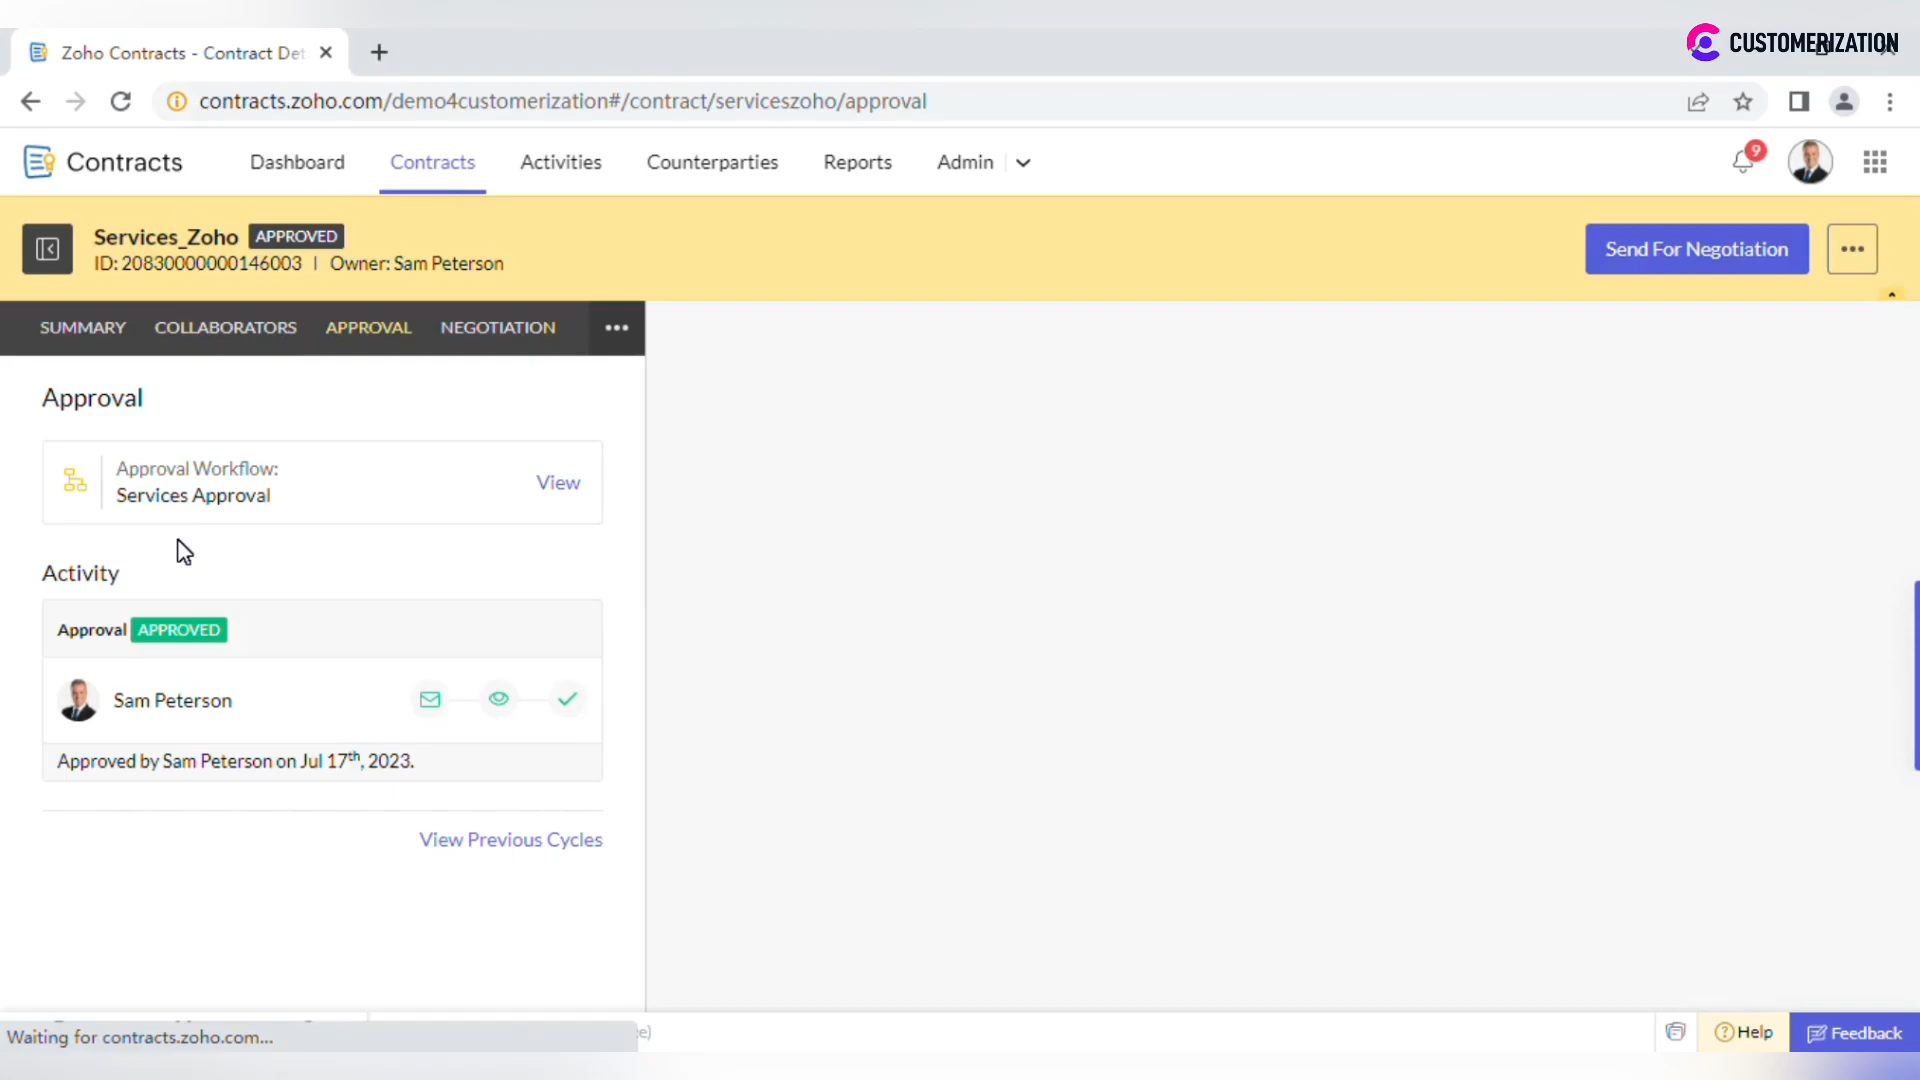 CUSTOMERIZATION
Zoho Contracts - Contract Det
contracts.zoho.com/demo4customerization#/contract/serviceszoho/approval
Contracts
Dashboard
Contracts
Activities
Counterparties
Reports
Admin
9
Services_Zoho APPROVED
ID: 20830000000146003 | Owner: Sam Peterson
Send For Negotiation
SUMMARY
COLLABORATORS
APPROVAL
NEGOTIATION
Approval
Approval Workflow:
Services Approval
View
Activity
Approval APPROVED
Sam Peterson
Approved by Sam Peterson on Jul 17th, 2023.
View Previous Cycles
Waiting for contracts.zoho.com...
Help
Feedback